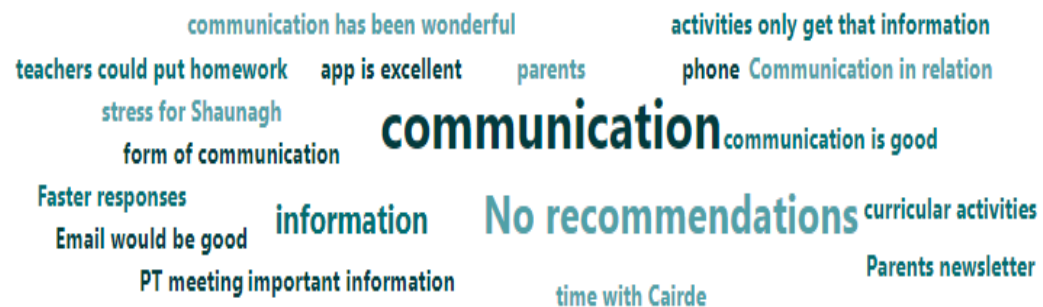 communication has been wonderful activities only get that information
teachers could put homework app is excellent parents phone Communication in relation
stress for Shaunagh communication communication is good
form of communication
Faster responses information No recommendations curricular activities
Email would be good
PT meeting important information Parents newsletter
time with Cairde